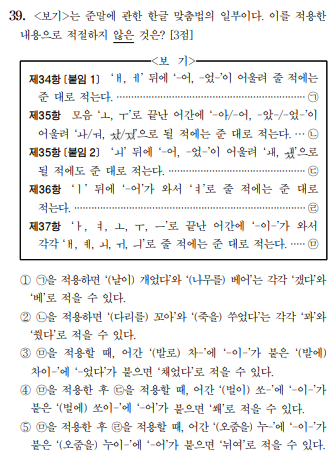 39. <보기>는 준말에 관한 한글 맞춤법의 일부이다. 이를 적용한
내용으로 적절하지 않은 것은? [3점]
<보 기>
제34항 [붙임 1] ‘ㅐ, ㅔ’ 뒤에 ‘-어, -었-’이 어울려 줄 적에는
준 대로 적는다. ················ ㉠
제35항 모음 ‘ㅗ, ㅜ’로 끝난 어간에 ‘-아/-어, -았-/-었-’이
어울려 ‘ㅘ/ㅝ, ㅘㅆ/ㅝㅆ’으로 될 적에는 준 대로 적는다. ··· ㉡
제35항 [붙임 2] ‘ㅚ’ 뒤에 ‘-어, -었-’이 어울려 ‘ㅙ, ㅙㅆ’으로
될 적에도 준 대로 적는다. ················ ㉢
제36항 ‘ㅣ’ 뒤에 ‘-어’가 와서 ‘ㅕ’로 줄 적에는 준 대로
적는다. ················ ㉣
제37항 ‘ㅏ, ㅕ, ㅗ, ㅜ, ㅡ’로 끝난 어간에 ‘-이-’가 와서
각각 ‘ㅐ, ㅖ, ㅚ, ㅟ, ㅢ’로 줄 적에는 준 대로 적는다. ····· ㉤
① ㉠을 적용하면 ‘(날이) 개었다’와 ‘(나무를) 베어’는 각각 ‘갰다’와
‘베’로 적을 수 있다.
② ㉡을 적용하면 ‘(다리를) 꼬아’와 ‘(죽을) 쑤었다’는 각각 ‘꽈’와
‘쒔다’로 적을 수 있다.
③ ㉤을 적용할 때, 어간 ‘(발로) 차-’에 ‘-이-’가 붙은 ‘(발에)
차이-’에 ‘-었다’가 붙으면 ‘채었다’로 적을 수 있다.
④ ㉤을 적용한 후 ㉢을 적용할 때, 어간 ‘(벌이) 쏘-’에 ‘-이-’가
붙은 ‘(벌에) 쏘이-’에 ‘-어’가 붙으면 ‘쐐’로 적을 수 있다.
⑤ ㉤을 적용한 후 ㉣을 적용할 때, 어간 ‘(오줌을) 누-’에 ‘-이-’가
붙은 ‘(오줌을) 누이-’에 ‘-어’가 붙으면 ‘뉘여’로 적을 수 있다.